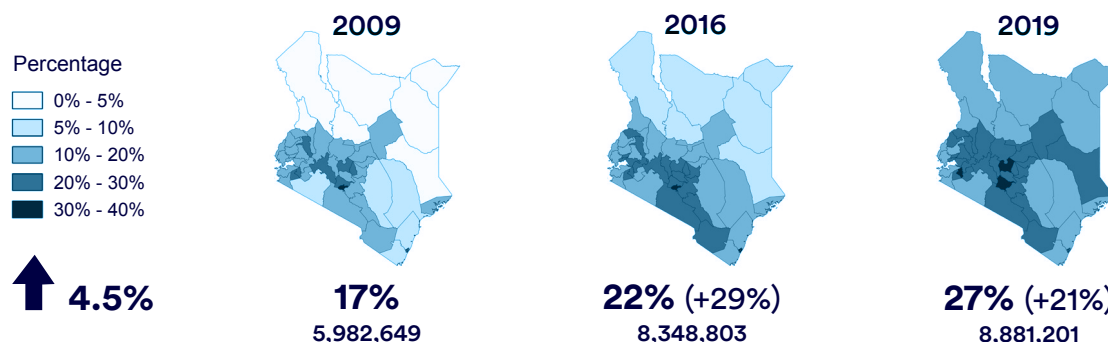 2009
2016
2019
Percentage
0% - 5%
5% - 10%
10% - 20%
20% - 30%
30% - 40%
4.5%
17%
22% (+29%)
27% (+21%)
5,982,649
8,348,803
8,881,201